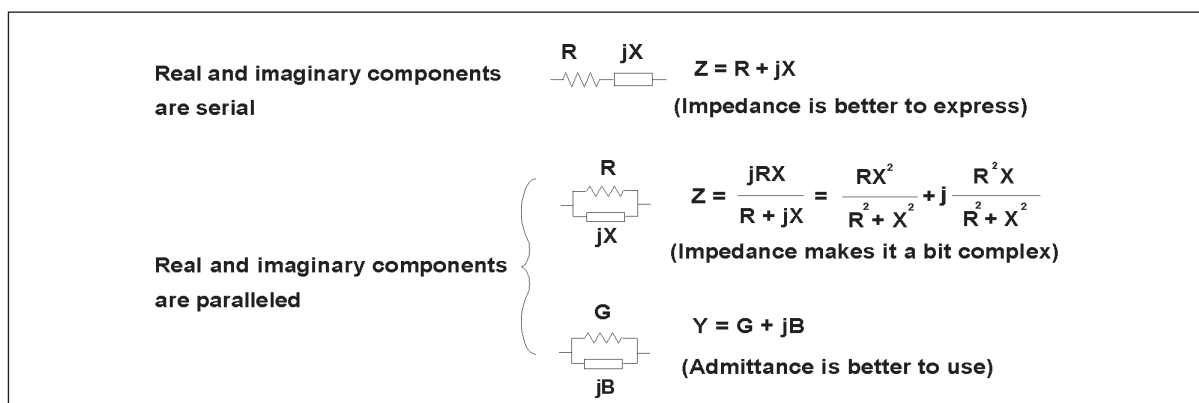 Real and imaginary components
are serial
R jX
Z = R + jX
(Impedance is better to express)
Real and imaginary components
are paralleled
R
jX
Z = jRX / R + jX = RX² / R² + X² + j R²X / R² + X²
(Impedance makes it a bit complex)
G
jB
Y = G + jB
(Admittance is better to use)